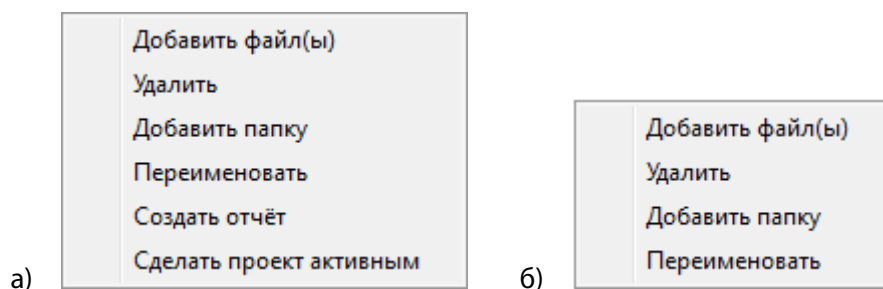 Добавить файл(ы)
Удалить
Добавить папку
Переименовать
Создать отчёт
Сделать проект активным
а)
Добавить файл(ы)
Удалить
Добавить папку
Переименовать
б)